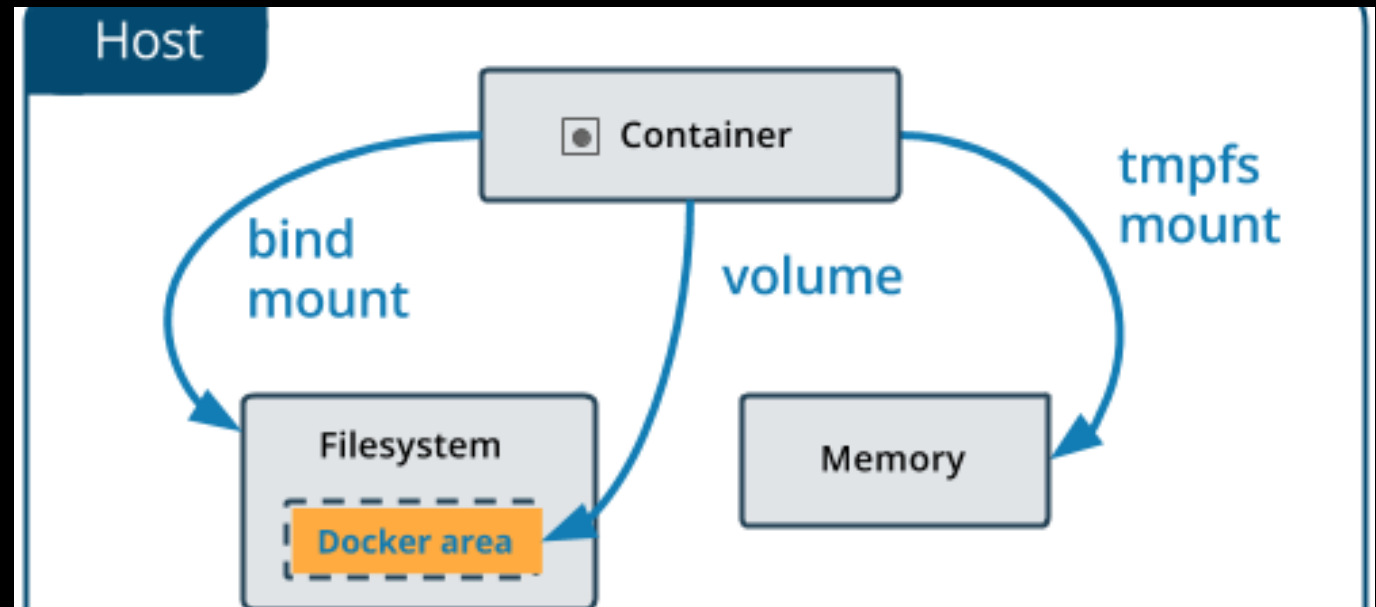 Host
Container
tmpfs
mount
bind
mount
volume
Filesystem
Memory
Docker area